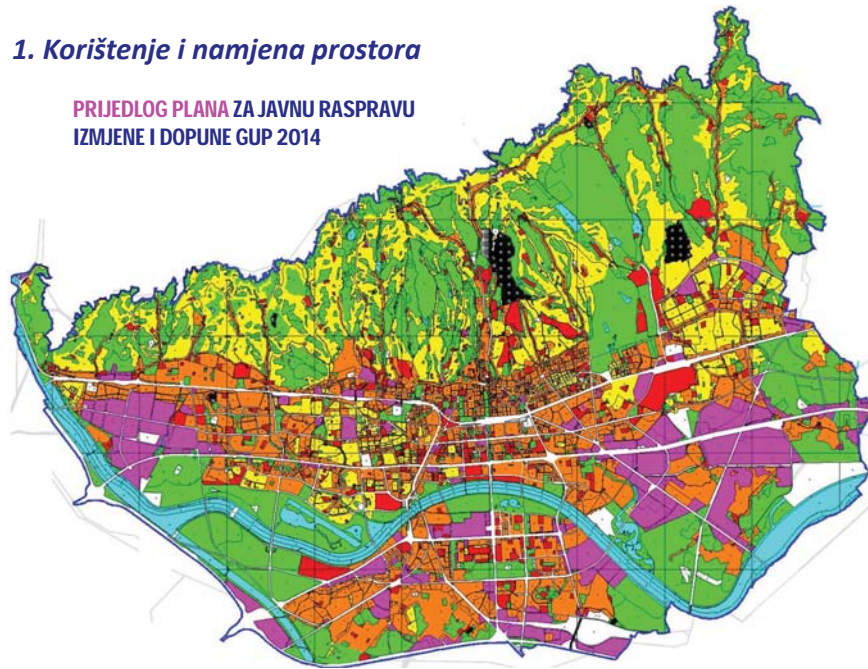 1. Korištenje i namjena prostora
PRIJEDLOG PLANA ZA JAVNU RASPRAVU
IZMJENE I DOPUNE GUP 2014